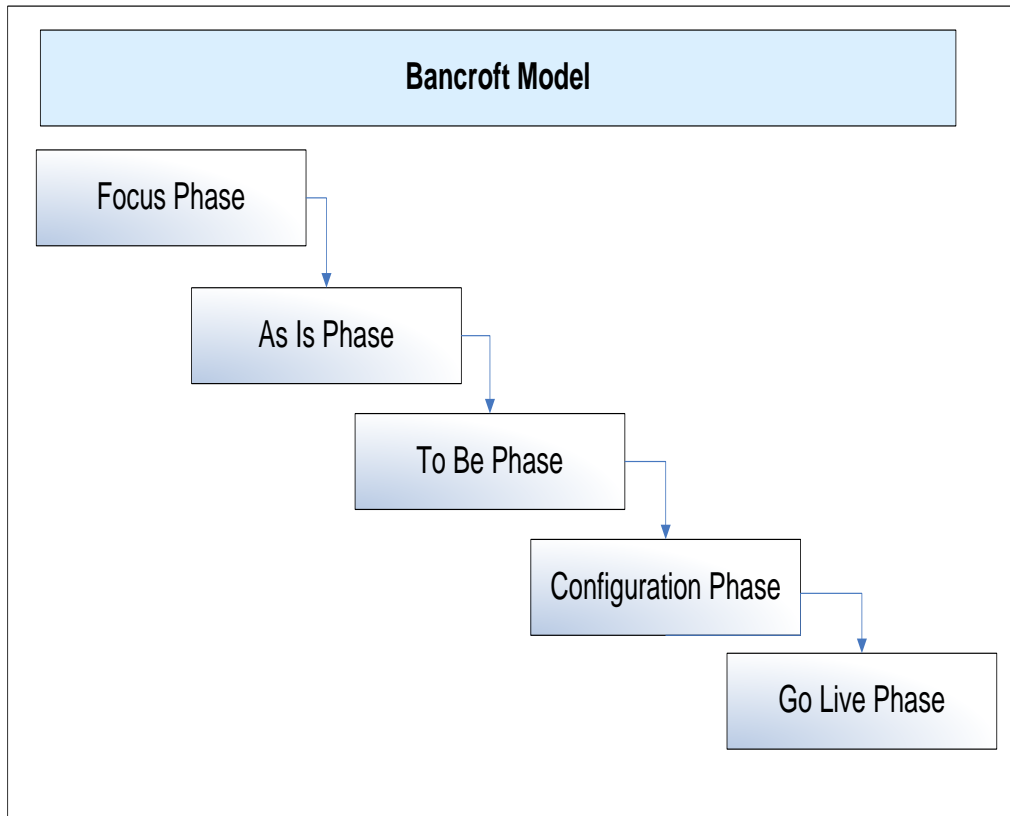 Bancroft Model
Focus Phase
As Is Phase
To Be Phase
Configuration Phase
Go Live Phase